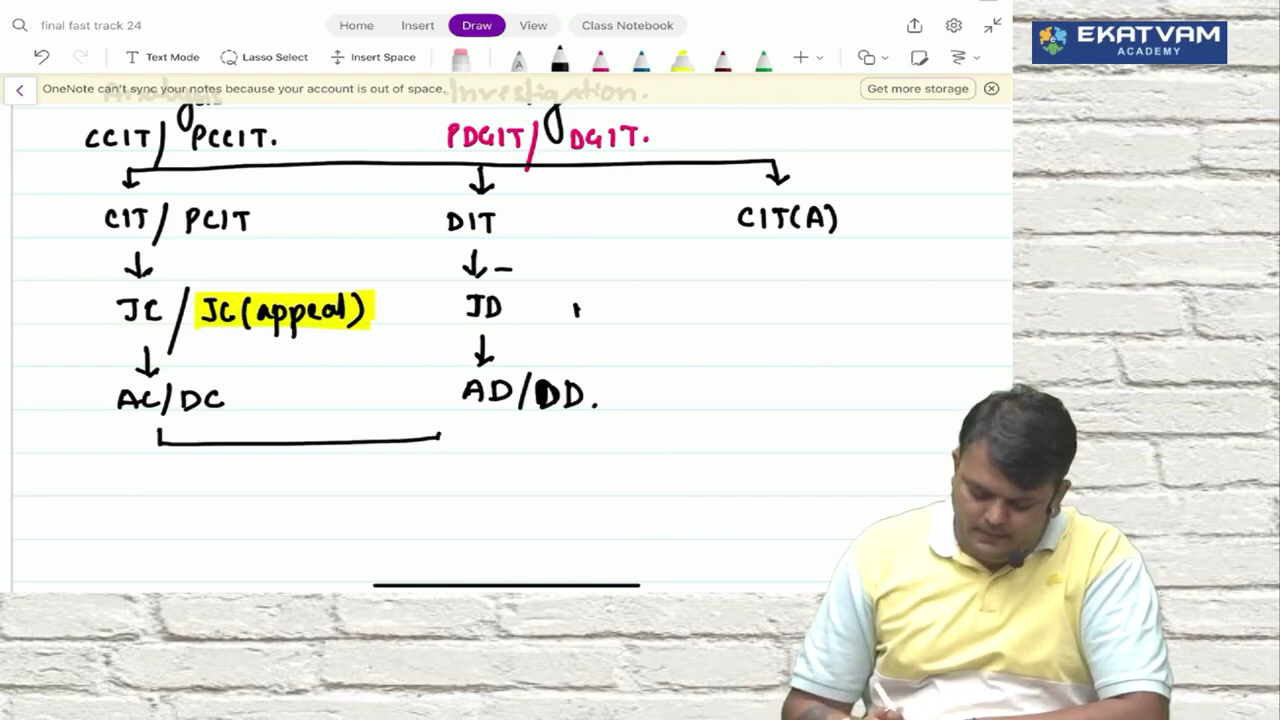 final fast track 24
Home Insert Draw View Class Notebook
Text Mode Lasso Select Insert Space
OneNote can't sync your notes because your account is out of space. Get more storage
Investigation.
CCIT/ PCCIT. PDGIT/ DGIT.
CIT/ PCIT DIT CIT(A)
JC / JC(appeal) JD
AC/DC AD/DD.
EKATVAM
ACADEMY